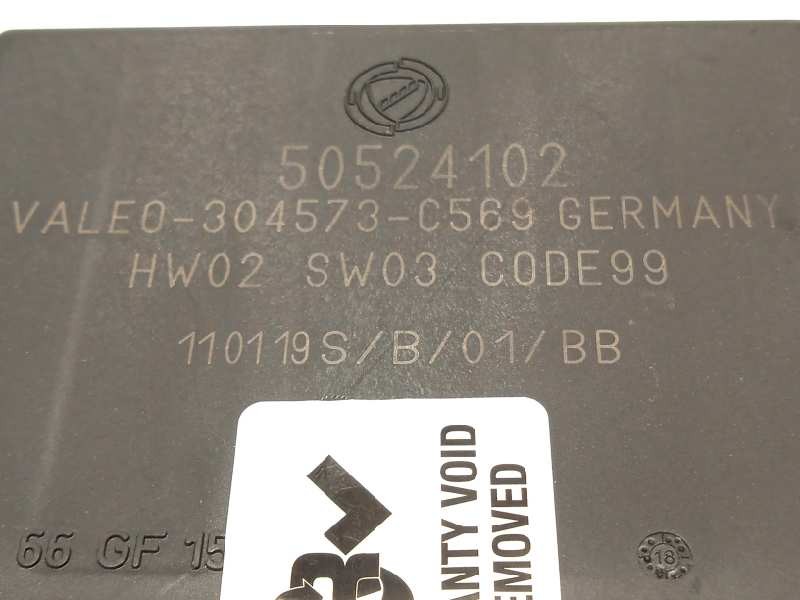 50524102
VALEO-304573-C569 GERMANY
HW02 SW03 CODE99
110119S/B/01/BB
66 GF 15
ANTY VOID
EMOVED
18